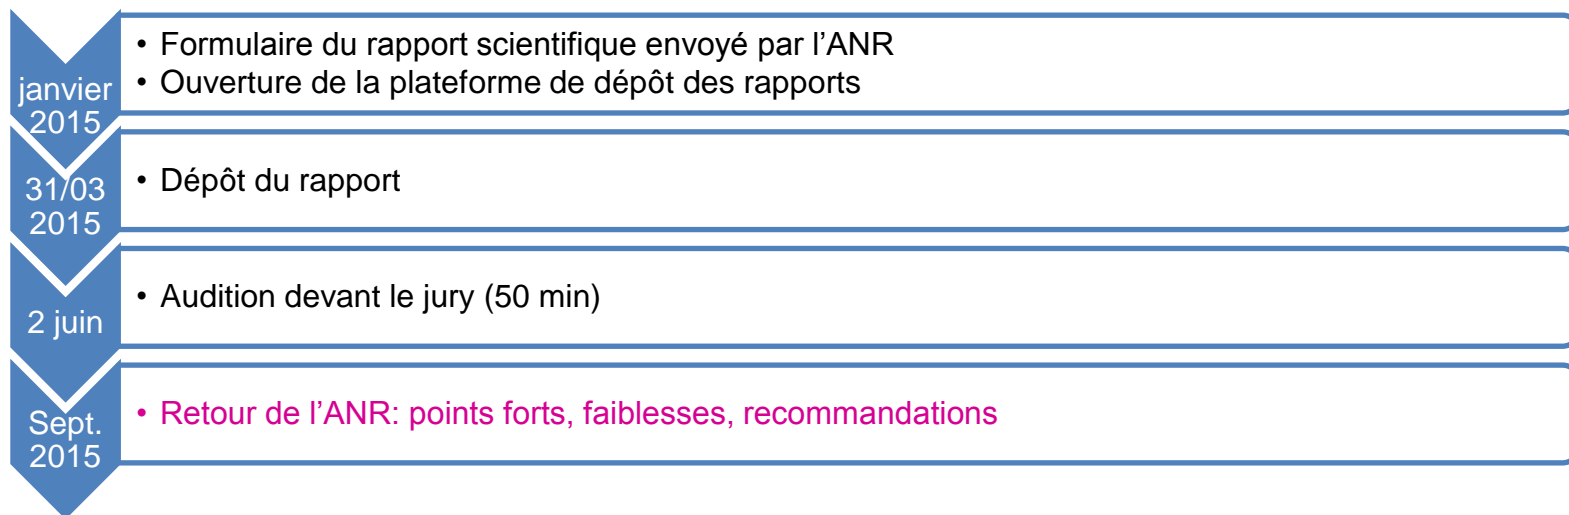 janvier
2015
• Formulaire du rapport scientifique envoyé par l’ANR
• Ouverture de la plateforme de dépôt des rapports
31/03
2015
• Dépôt du rapport
2 juin
• Audition devant le jury (50 min)
Sept.
2015
• Retour de l’ANR: points forts, faiblesses, recommandations